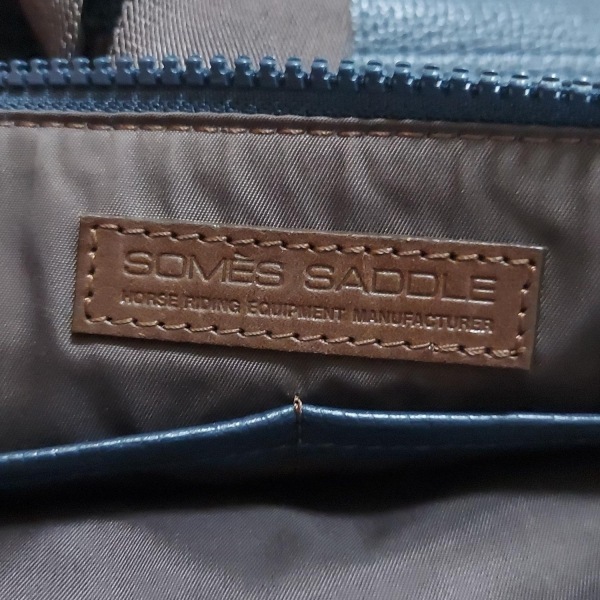 SOMÈS SADDLE
HORSE RIDING EQUIPMENT MANUFACTURER